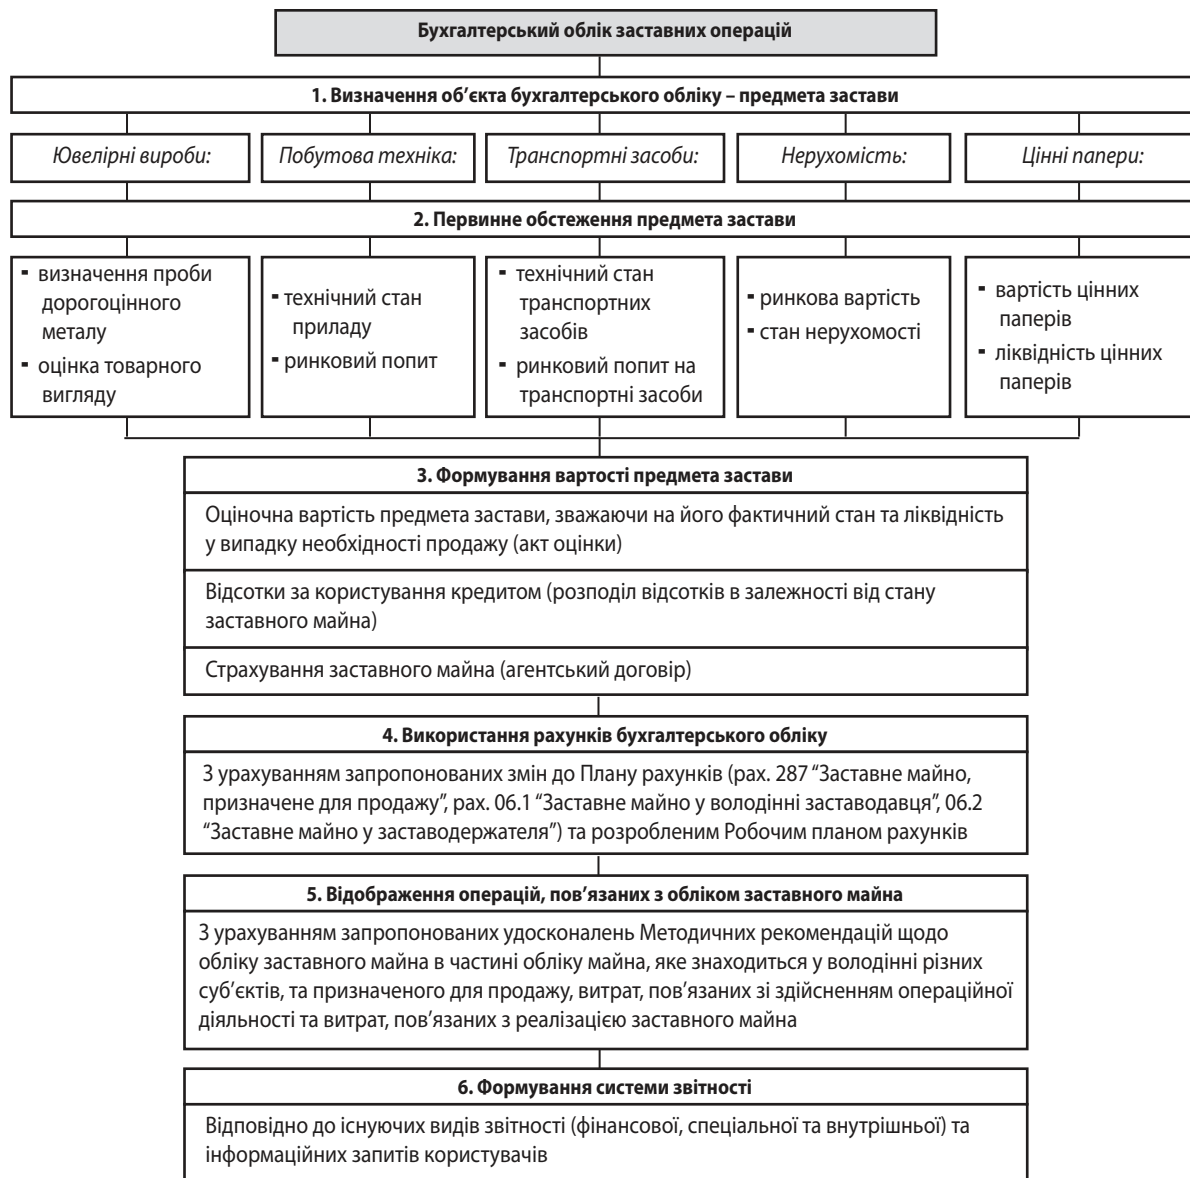 Бухгалтерський облік заставних операцій
1. Визначення об’єкта бухгалтерського обліку – предмета застави
Ювелірні вироби:
Побутова техніка:
Транспортні засоби:
Нерухомість:
Цінні папери:
2. Первинне обстеження предмета застави
- визначення проби
дорогоцінного
металу
- оцінка товарного
вигляду
- технічний стан
приладу
- ринковий попит
- технічний стан
транспортних
засобів
- ринковий попит на
транспортні засоби
- ринкова вартість
- стан нерухомості
- вартість цінних
паперів
- ліквідність цінних
паперів
3. Формування вартості предмета застави
Оціночна вартість предмета застави, зважаючи на його фактичний стан та ліквідність
у випадку необхідності продажу (акт оцінки)
Відсотки за користування кредитом (розподіл відсотків в залежності від стану
заставного майна)
Страхування заставного майна (агентський договір)
4. Використання рахунків бухгалтерського обліку
З урахуванням запропонованих змін до Плану рахунків (рах. 287 “Заставне майно,
призначене для продажу”, рах. 06.1 “Заставне майно у володінні заставодавця”, 06.2
“Заставне майно у заставодержателя”) та розробленим Робочим планом рахунків
5. Відображення операцій, пов’язаних з обліком заставного майна
З урахуванням запропонованих удосконалень Методичних рекомендацій щодо
обліку заставного майна в частині обліку майна, яке знаходиться у володінні різних
суб’єктів, та призначеного для продажу, витрат, пов’язаних зі здійсненням операційної
діяльності та витрат, пов’язаних з реалізацією заставного майна
6. Формування системи звітності
Відповідно до існуючих видів звітності (фінансової, спеціальної та внутрішньої) та
інформаційних запитів користувачів